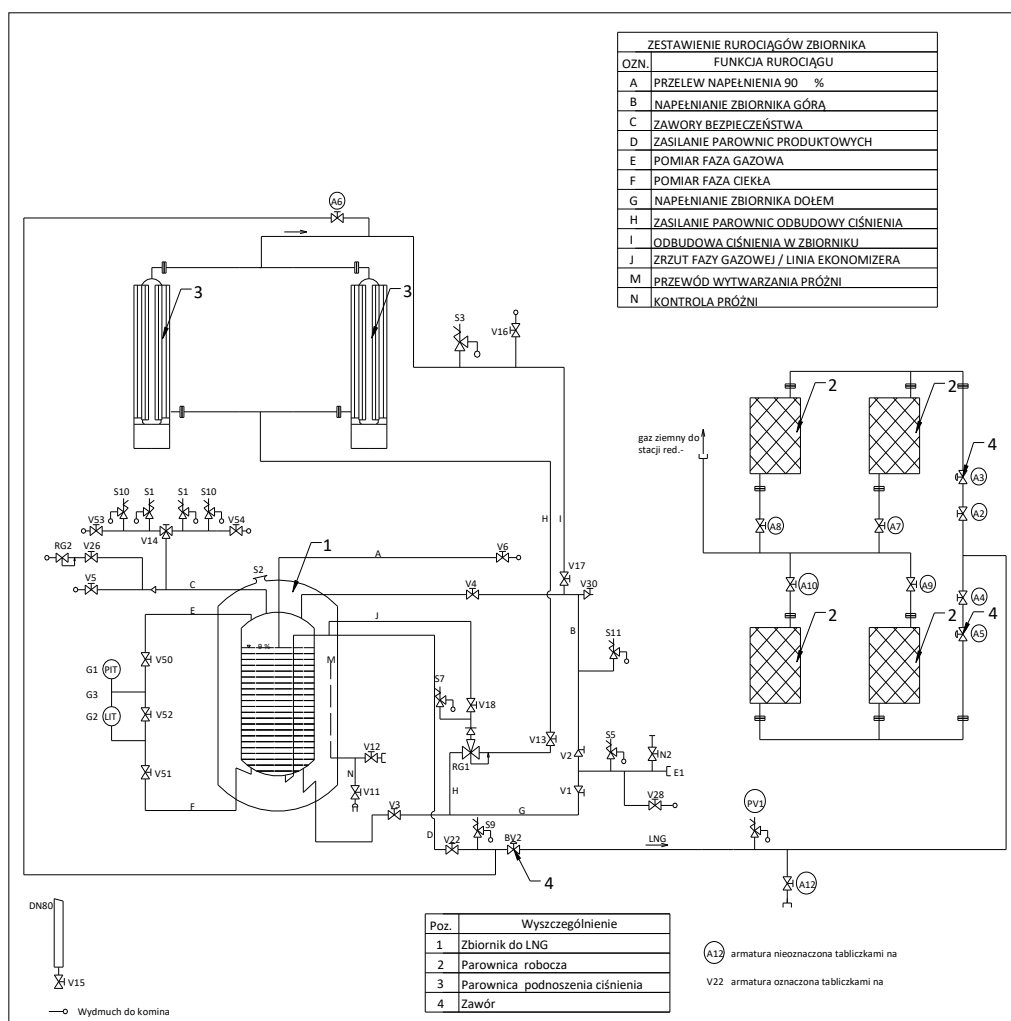 ZESTAWIENIE RUROCIĄGÓW ZBIORNIKA
OZN. FUNKCJA RUROCIĄGU
A PRZELEW NAPEŁNIENIA 90 %
B NAPEŁNIANIE ZBIORNIKA GÓRĄ
C ZAWORY BEZPIECZEŃSTWA
D ZASILANIE PAROWNIC PRODUKTOWYCH
E POMIAR FAZA GAZOWA
F POMIAR FAZA CIEKŁA
G NAPEŁNIANIE ZBIORNIKA DOŁEM
H ZASILANIE PAROWNIC ODBUDOWY CIŚNIENIA
I ODBUDOWA CIŚNIENIA W ZBIORNIKU
J ZRZUT FAZY GAZOWEJ / LINIA EKONOMIZERA
M PRZEWÓD WYTWARZANIA PRÓŻNI
N KONTROLA PRÓŻNI
A6
3
3
S3
V16
2
2
gaz ziemny do
stacji red.-
4
A3
A2
A8
A7
S10 S1 S1 S10
V53
V54
V14
H
I
RG2 V26
V5
C
S2
1
A
V6
V17
V4
V30
A10
A9
A4
4
A5
2
2
E
J
B
S11
M
9 %
G1 PIT
V50
G3
G2 LIT
V52
V51
S7
V18
V13
V12
N
V11
RG1
H
V2
S5
N2
E1
V1
V28
F
V3
G
D
V22
S9
BV2
4
LNG
PV1
A12
DN80
V15
Wydmuch do komina
Poz. Wyszczególnienie
1 Zbiornik do LNG
2 Parownica robocza
3 Parownica podnoszenia ciśnienia
4 Zawór
A12 armatura nieoznaczona tabliczkami na
V22 armatura oznaczona tabliczkami na